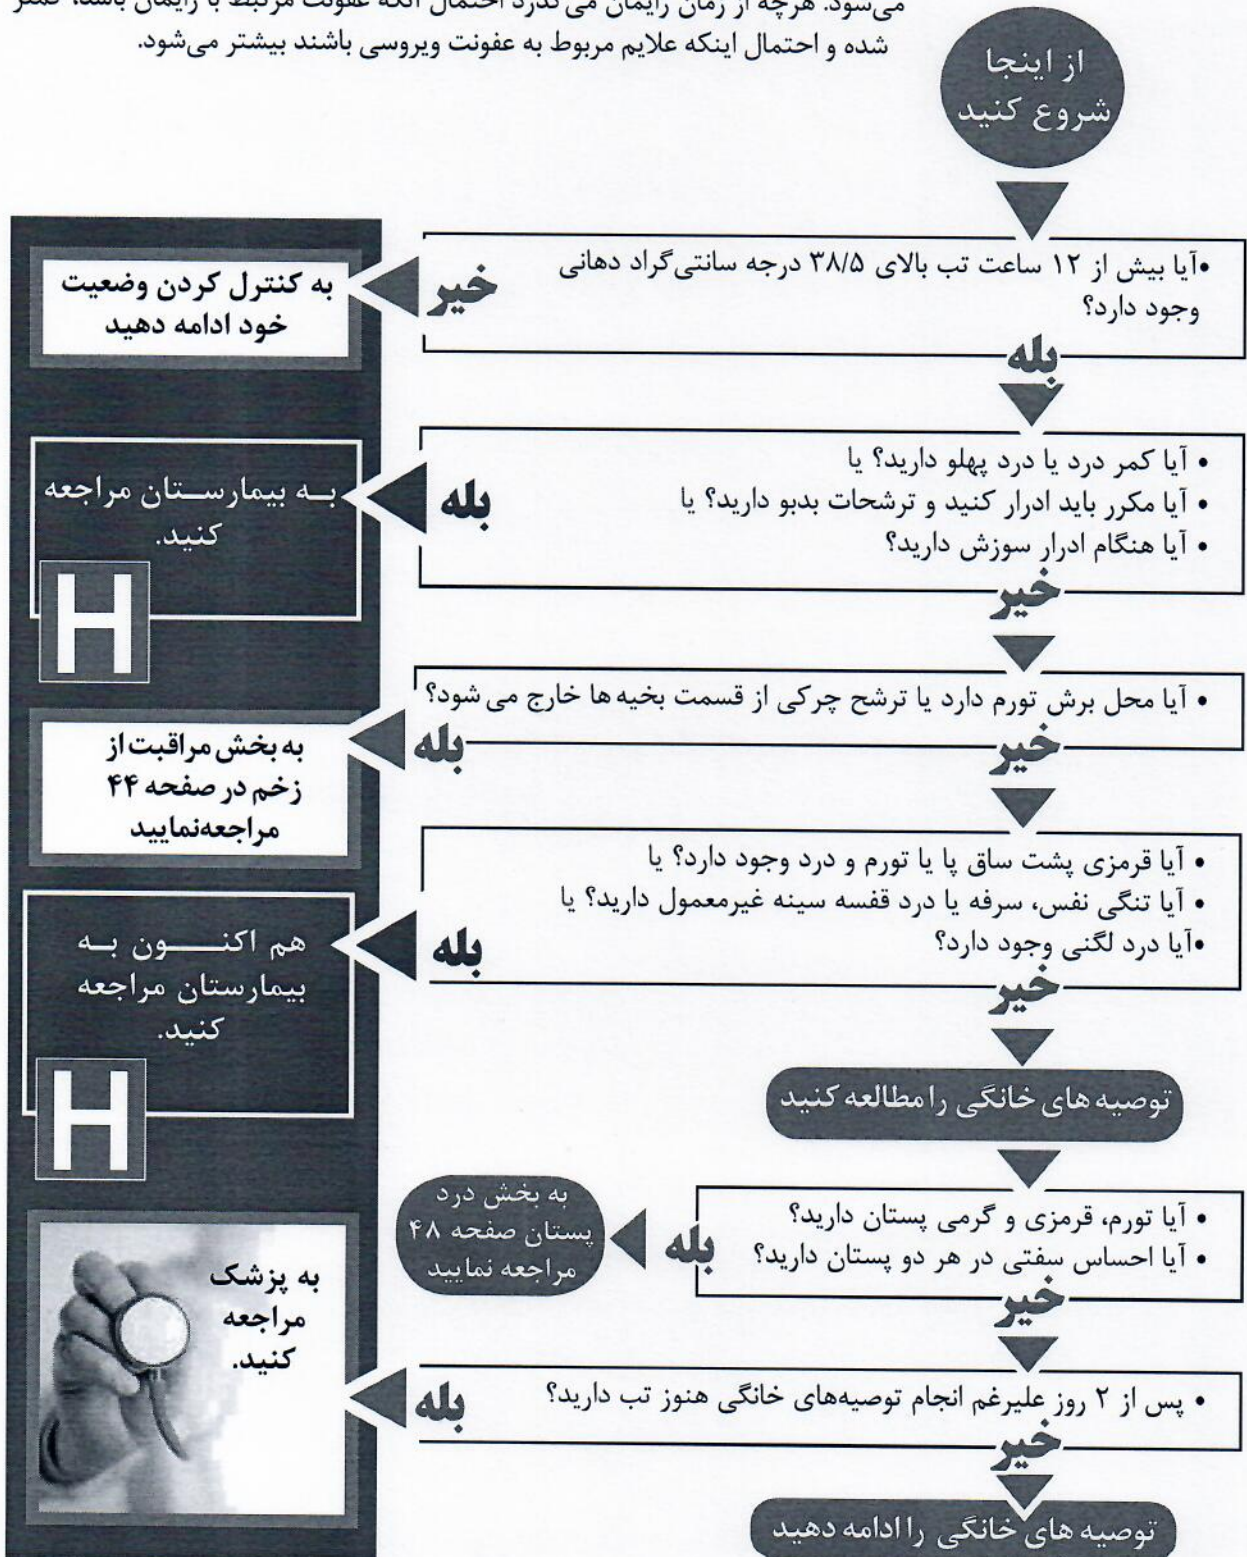 می‌شود. هرچه از زمان زایمان می گذرد احتمال آنکه عفونت مرتبط با زایمان باشد، کمتر
شده و احتمال اینکه علایم مربوط به عفونت ویروسی باشند بیشتر می‌شود.
از اینجا
شروع کنید
•آیا بیش از ۱۲ ساعت تب بالای ۳۸/۵ درجه سانتی‌گراد دهانی
وجود دارد؟
خیر
به کنترل کردن وضعیت
خود ادامه دهید
بله
• آیا کمر درد یا درد پهلو دارید؟ یا
• آیا مکرر باید ادرار کنید و ترشحات بدبو دارید؟ یا
• آیا هنگام ادرار سوزش دارید؟
بله
به بیمارستان مراجعه
کنید.
H
خیر
• آیا محل برش تورم دارد یا ترشح چرکی از قسمت بخیه ها خارج می شود؟
بله
به بخش مراقبت از
زخم در صفحه ۴۴
مراجعه‌نمایید
خیر
• آیا قرمزی پشت ساق پا یا تورم و درد وجود دارد؟ یا
• آیا تنگی نفس، سرفه یا درد قفسه سینه غیرمعمول دارید؟ یا
•آیا درد لگنی وجود دارد؟
بله
هم اکنون به
بیمارستان مراجعه
کنید.
H
خیر
توصیه های خانگی را مطالعه کنید
• آیا تورم، قرمزی و گرمی پستان دارید؟
• آیا احساس سفتی در هر دو پستان دارید؟
بله
به بخش درد
پستان صفحه ۴۸
مراجعه نمایید
خیر
• پس از ۲ روز علیرغم انجام توصیه‌های خانگی هنوز تب دارید؟
بله
به پزشک
مراجعه
کنید.
خیر
توصیه های خانگی را ادامه دهید